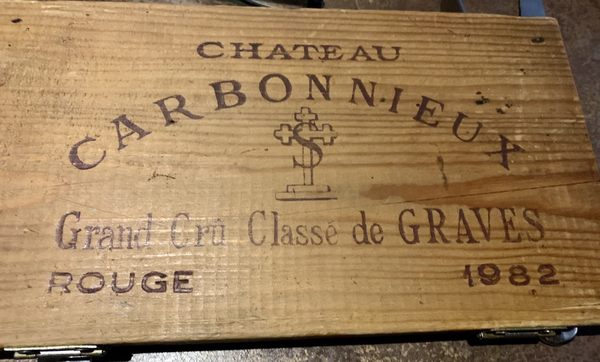 CHATEAU
CARBONNIEUX
S
Grand Crû Classé de GRAVES
ROUGE 1982